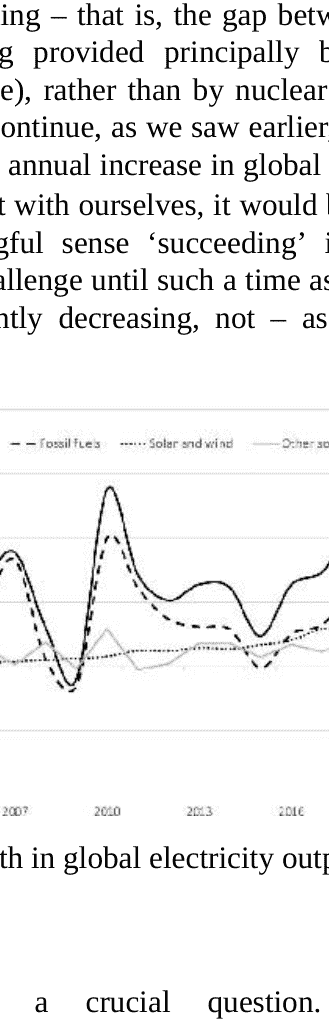 ing – that is, the gap betw
g provided principally b
e), rather than by nuclear
ontinue, as we saw earlier,
annual increase in global
t with ourselves, it would b
gful sense ‘succeeding’ i
allenge until such a time as
ntly decreasing, not – as
Fossil fuels Solar and wind Other so
2007 2010 2013 2016
th in global electricity outp
a crucial question.